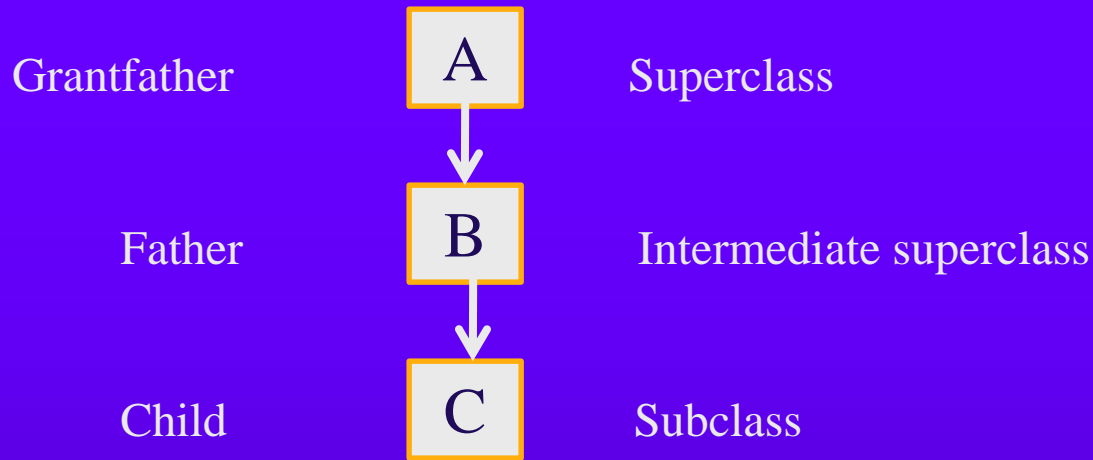 Grantfather A Superclass
Father B Intermediate superclass
Child C Subclass